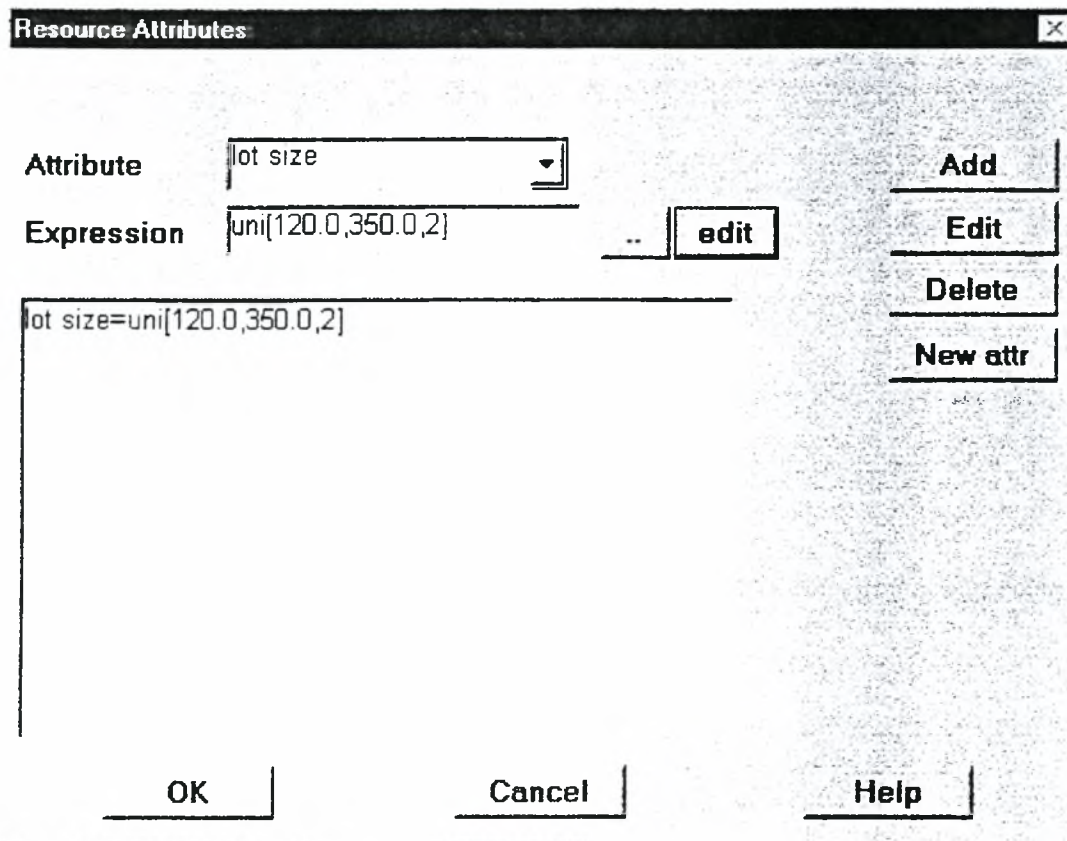 Resource Attributes
Attribute
lot size
Add
Expression
uni[120.0,350.0,2]
..
edit
Edit
Delete
New attr
lot size=uni[120.0,350.0,2]
OK
Cancel
Help